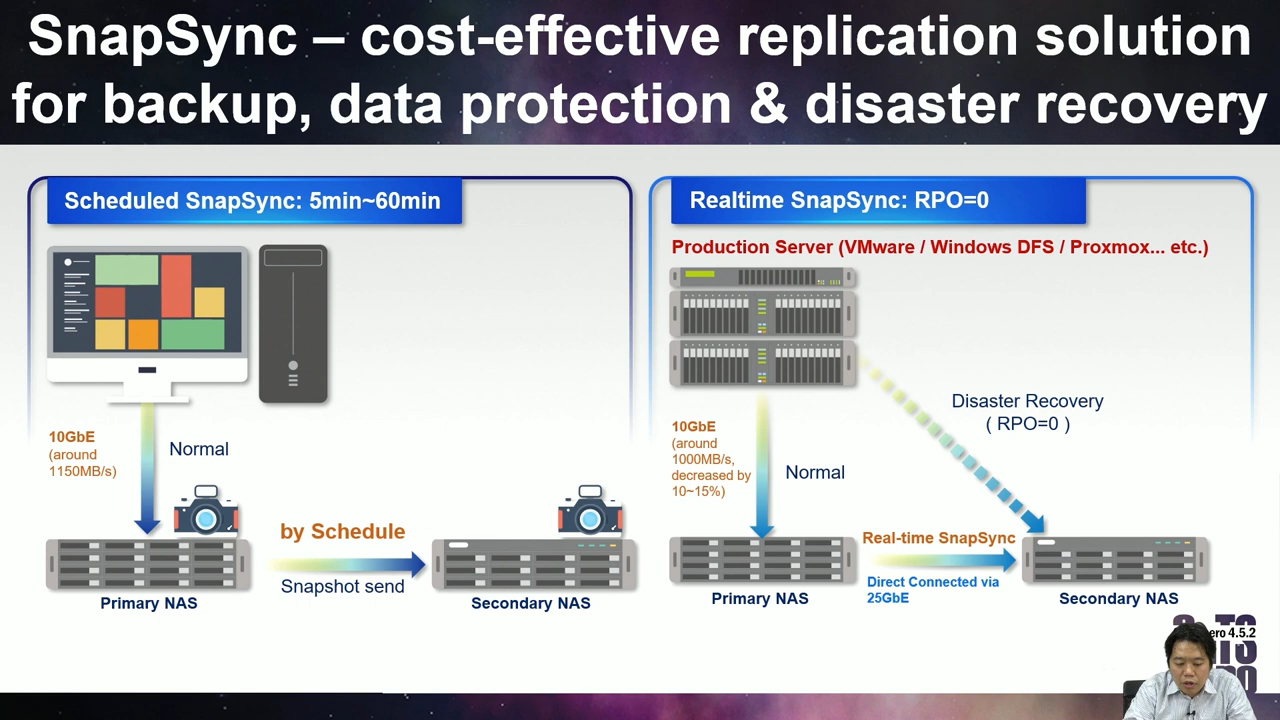 SnapSync – cost-effective replication solution
for backup, data protection & disaster recovery
Scheduled SnapSync: 5min~60min
10GbE
(around
1150MB/s)
Normal
by Schedule
Snapshot send
Primary NAS
Secondary NAS
Realtime SnapSync: RPO=0
Production Server (VMware / Windows DFS / Proxmox... etc.)
10GbE
(around
1000MB/s,
decreased by
10~15%)
Normal
Disaster Recovery
( RPO=0 )
Real-time SnapSync
Direct Connected via
25GbE
Primary NAS
Secondary NAS
4.5.2